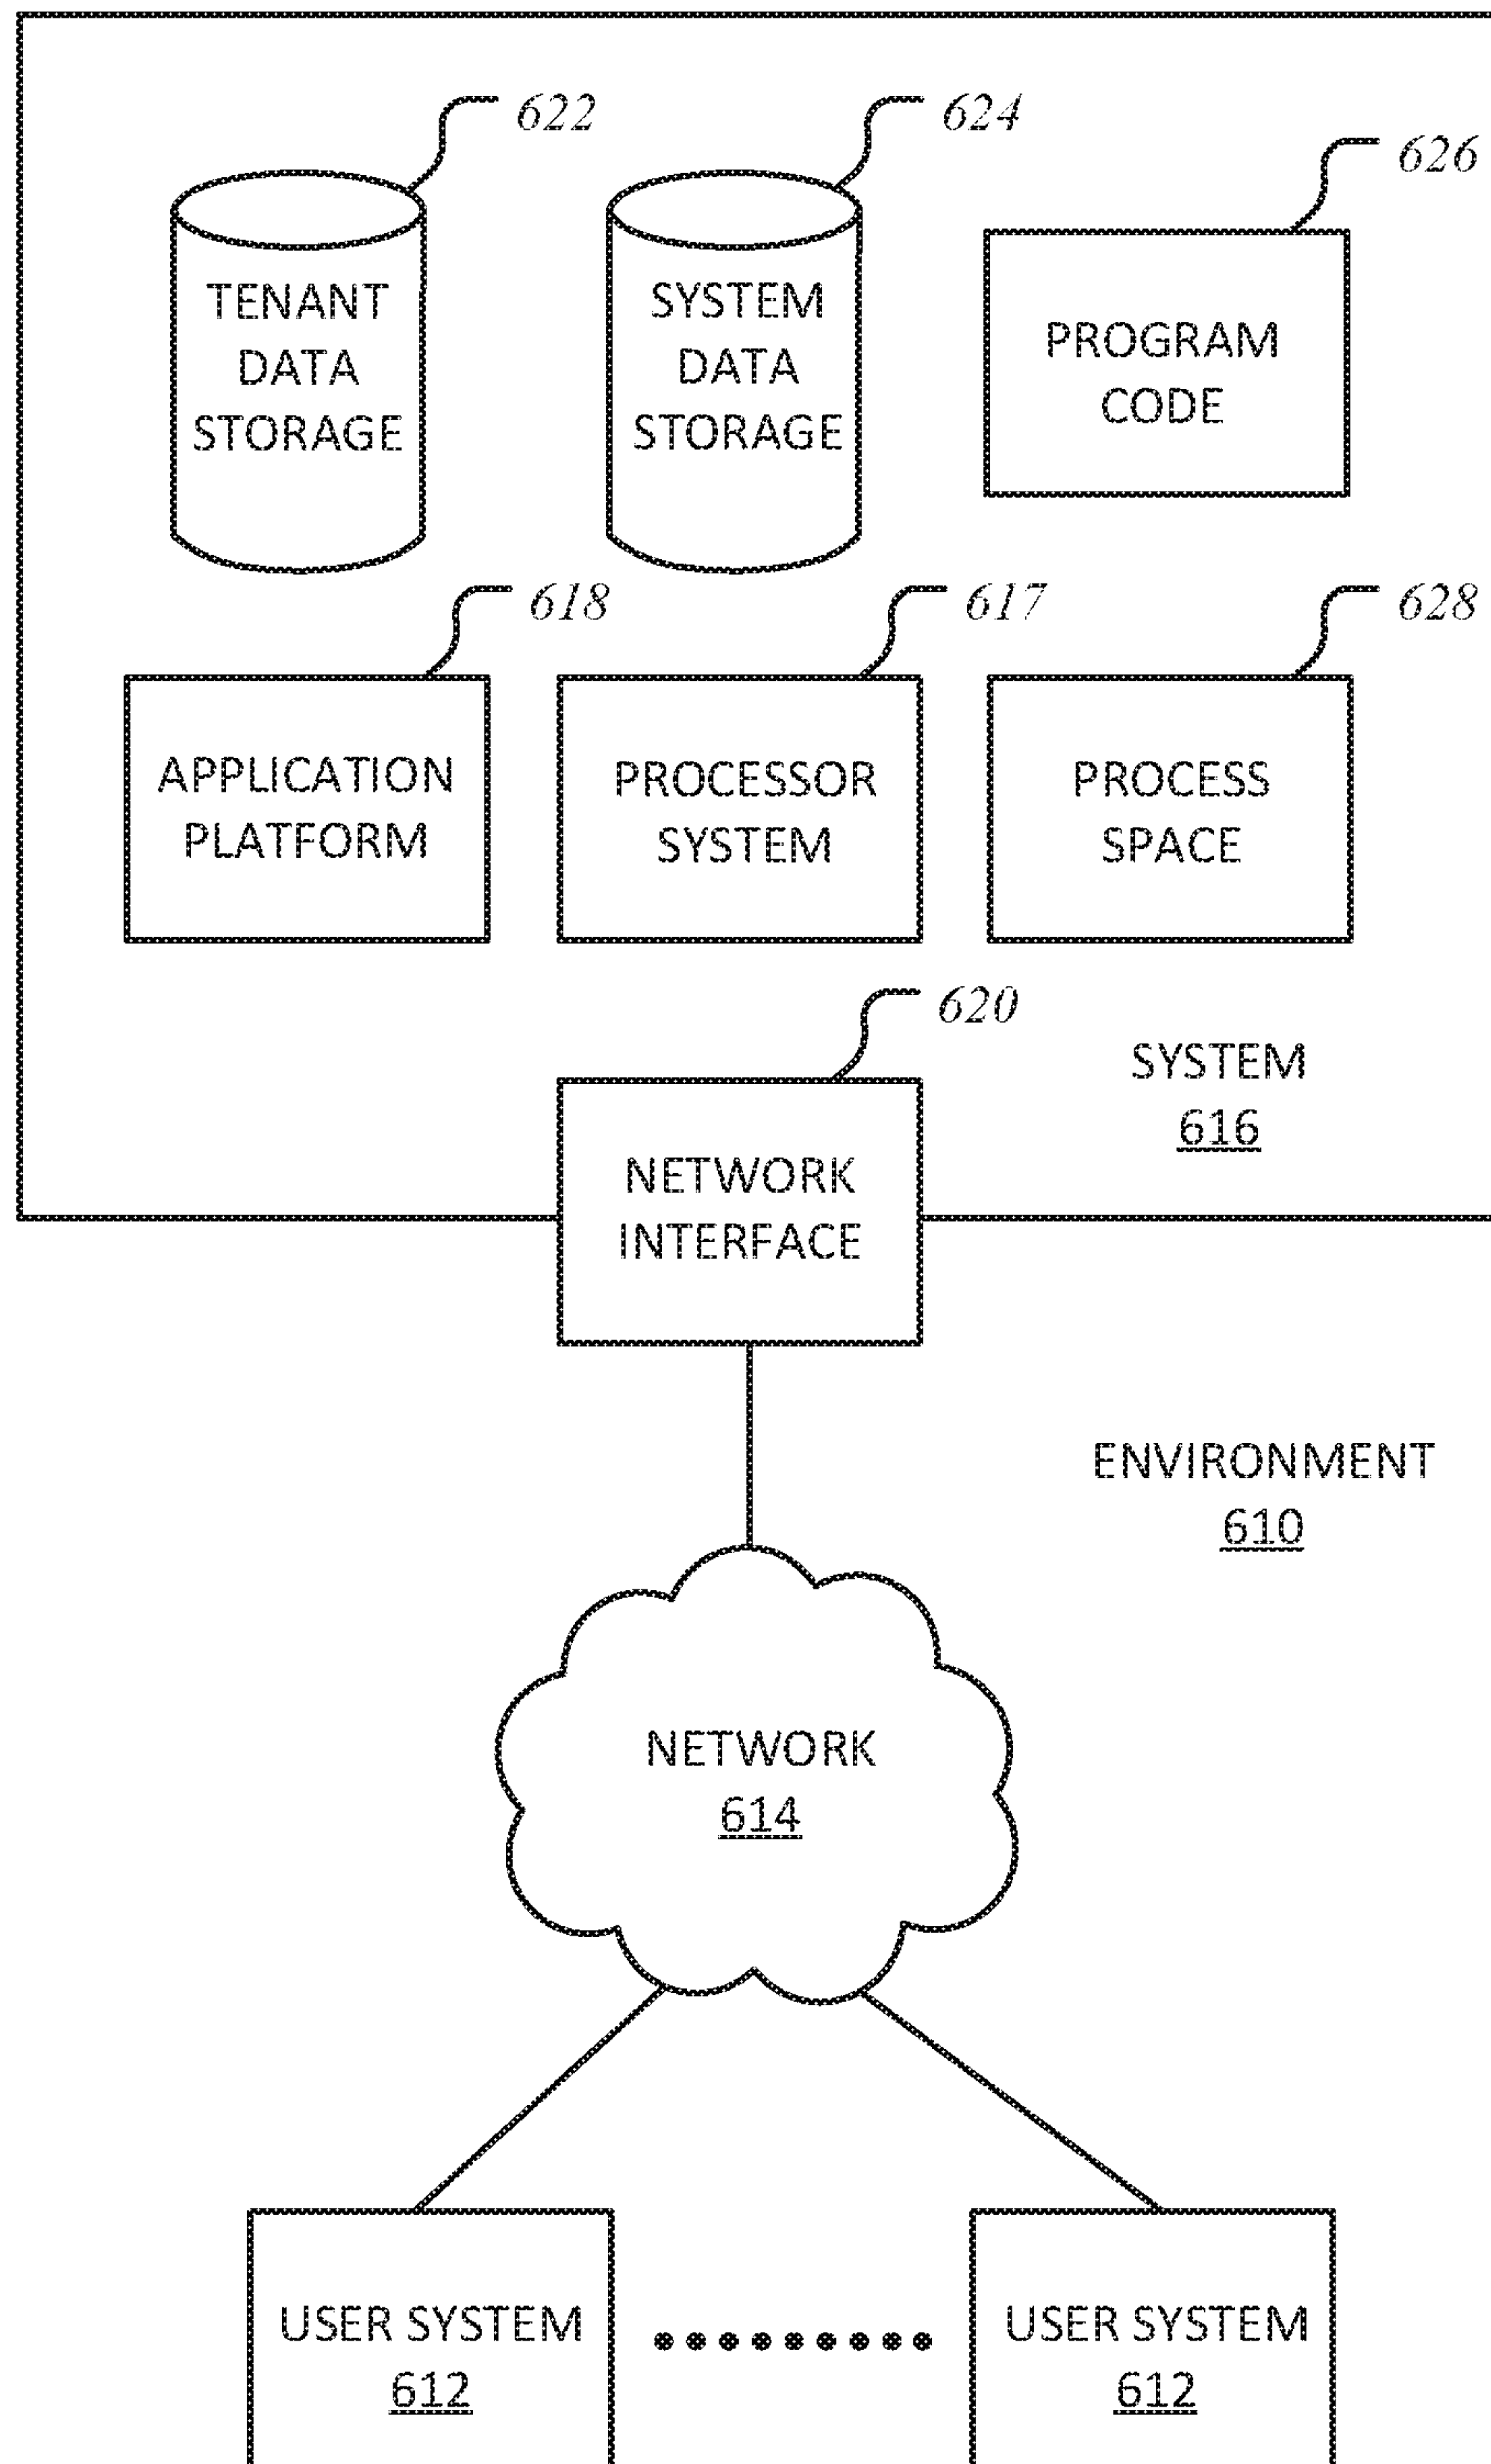 622
624
626
TENANT
DATA
STORAGE
SYSTEM
DATA
STORAGE
PROGRAM
CODE
618
617
628
APPLICATION
PLATFORM
PROCESSOR
SYSTEM
PROCESS
SPACE
620
SYSTEM
616
NETWORK
INTERFACE
ENVIRONMENT
610
NETWORK
614
USER SYSTEM
612
USER SYSTEM
612